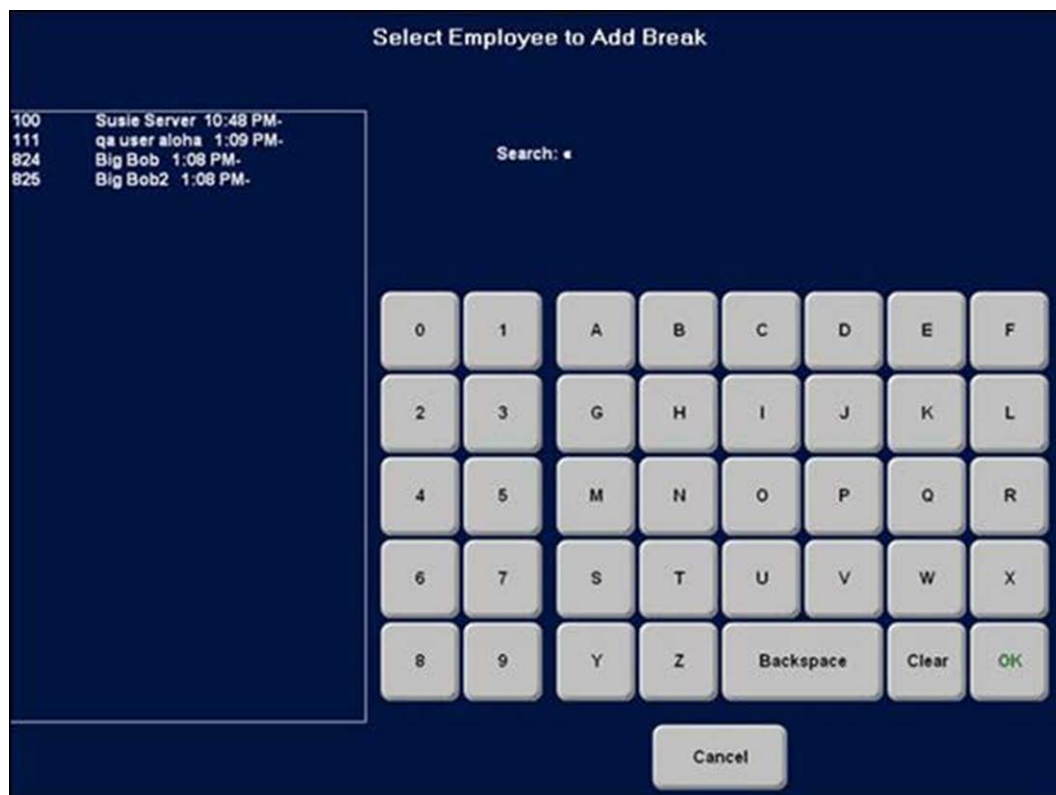 Select Employee to Add Break
100 Susie Server 10:48 PM-
111 qa user aloha 1:09 PM-
824 Big Bob 1:08 PM-
825 Big Bob2 1:08 PM-
Search:
0 1 A B C D E F
2 3 G H I J K L
4 5 M N O P Q R
6 7 S T U V W X
8 9 Y Z Backspace Clear OK
Cancel